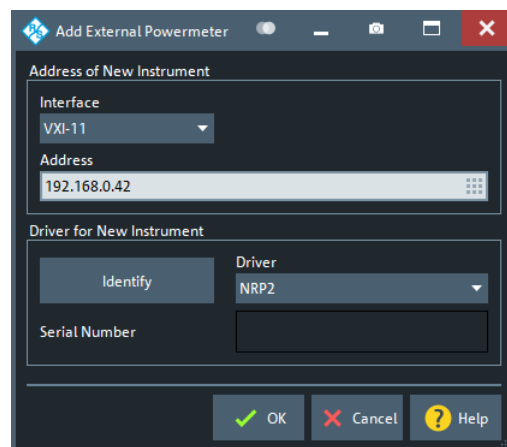 Add External Powermeter
Address of New Instrument
Interface
VXI-11
Address
192.168.0.42
Driver for New Instrument
Identify
Driver
NRP2
Serial Number
OK
Cancel
? Help